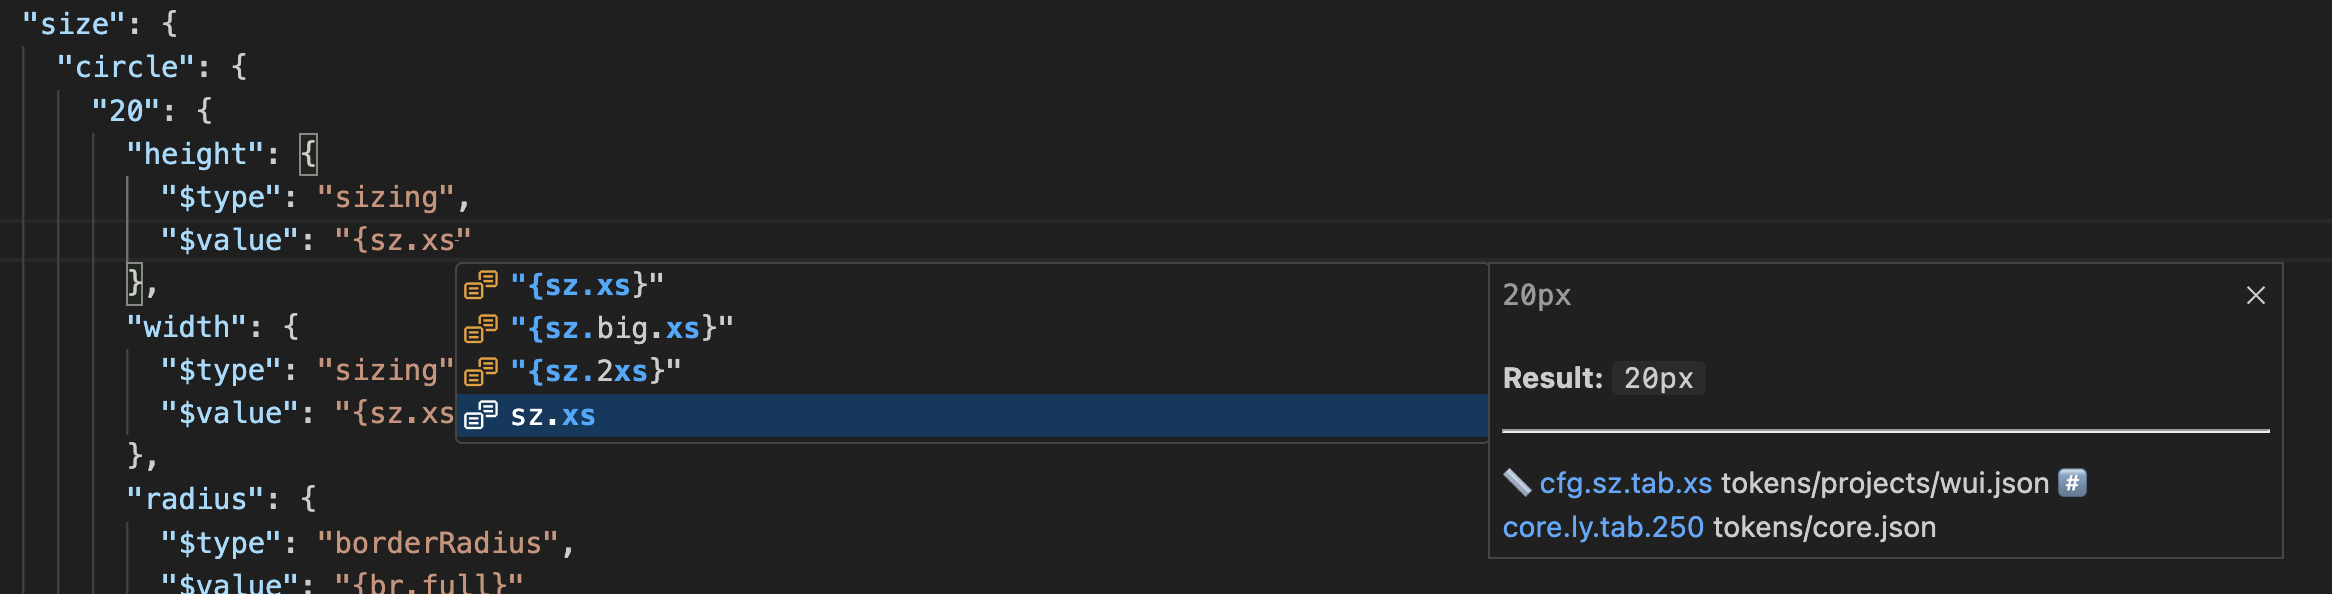 "size": {
"circle": {
"20": {
"height": {
"$type": "sizing",
"$value": "{sz.xs"
},
"width": {
"$type": "sizing"
"$value": "{sz.xs
},
"radius": {
"$type": "borderRadius",
"$value": "{br.full}"
"{sz.xs}"
"{sz.big.xs}"
"{sz.2xs}"
sz.xs
20px
Result: 20px
cfg.sz.tab.xs tokens/projects/wui.json #
core.ly.tab.250 tokens/core.json